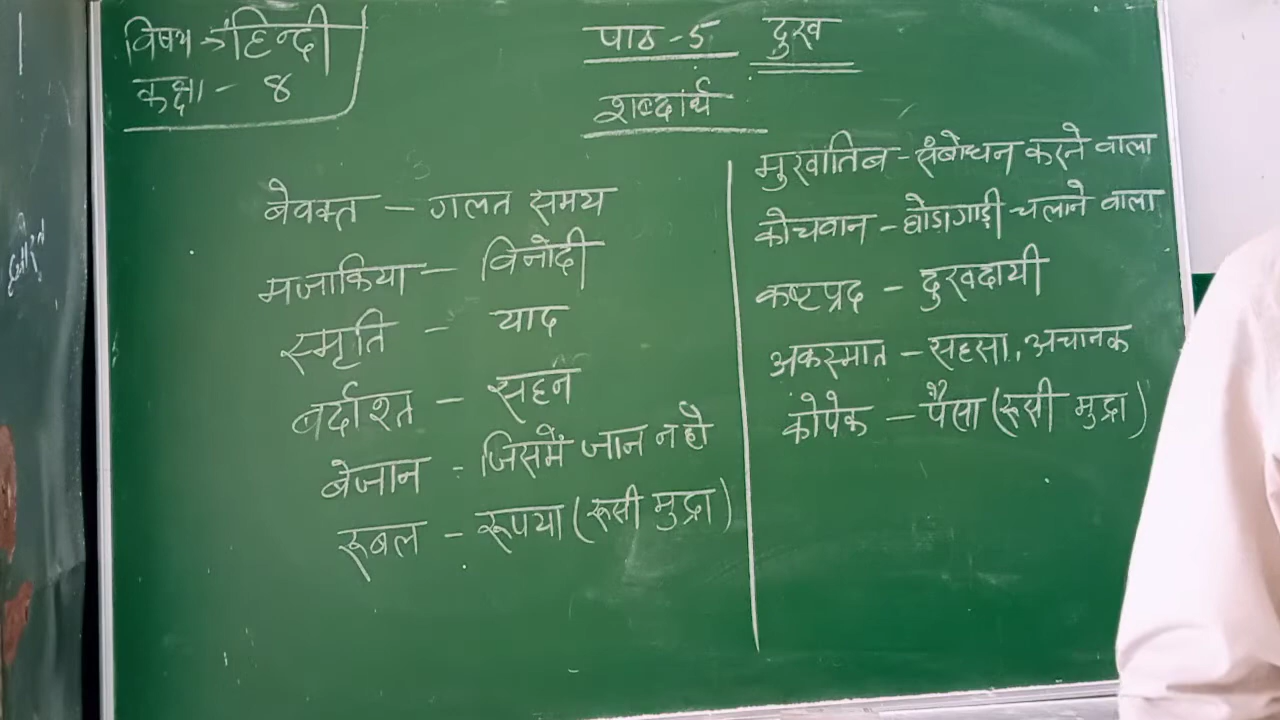 विषय → हिन्दी
कक्षा - 8
पाठ - 5 दुख
शब्दार्थ
बेवक्त – गलत समय
मजाकिया – विनोदी
स्मृति – याद
बर्दाश्त – सहन
बेजान - जिसमें जान न हो
रूबल – रूपया (रूसी मुद्रा)
मुखातिब – संबोधन करने वाला
कोचवान – घोड़ागाड़ी चलाने वाला
कष्टप्रद – दुखदायी
अकस्मात – सहसा, अचानक
कोपेक – पैसा (रूसी मुद्रा)